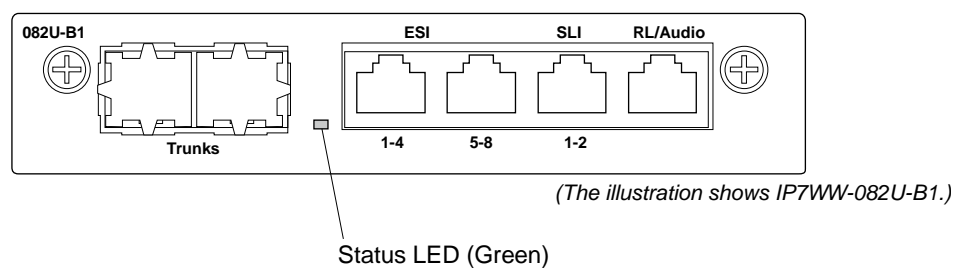 082U-B1 ESI SLI RL/Audio
Trunks 1-4 5-8 1-2
(The illustration shows IP7WW-082U-B1.)
Status LED (Green)